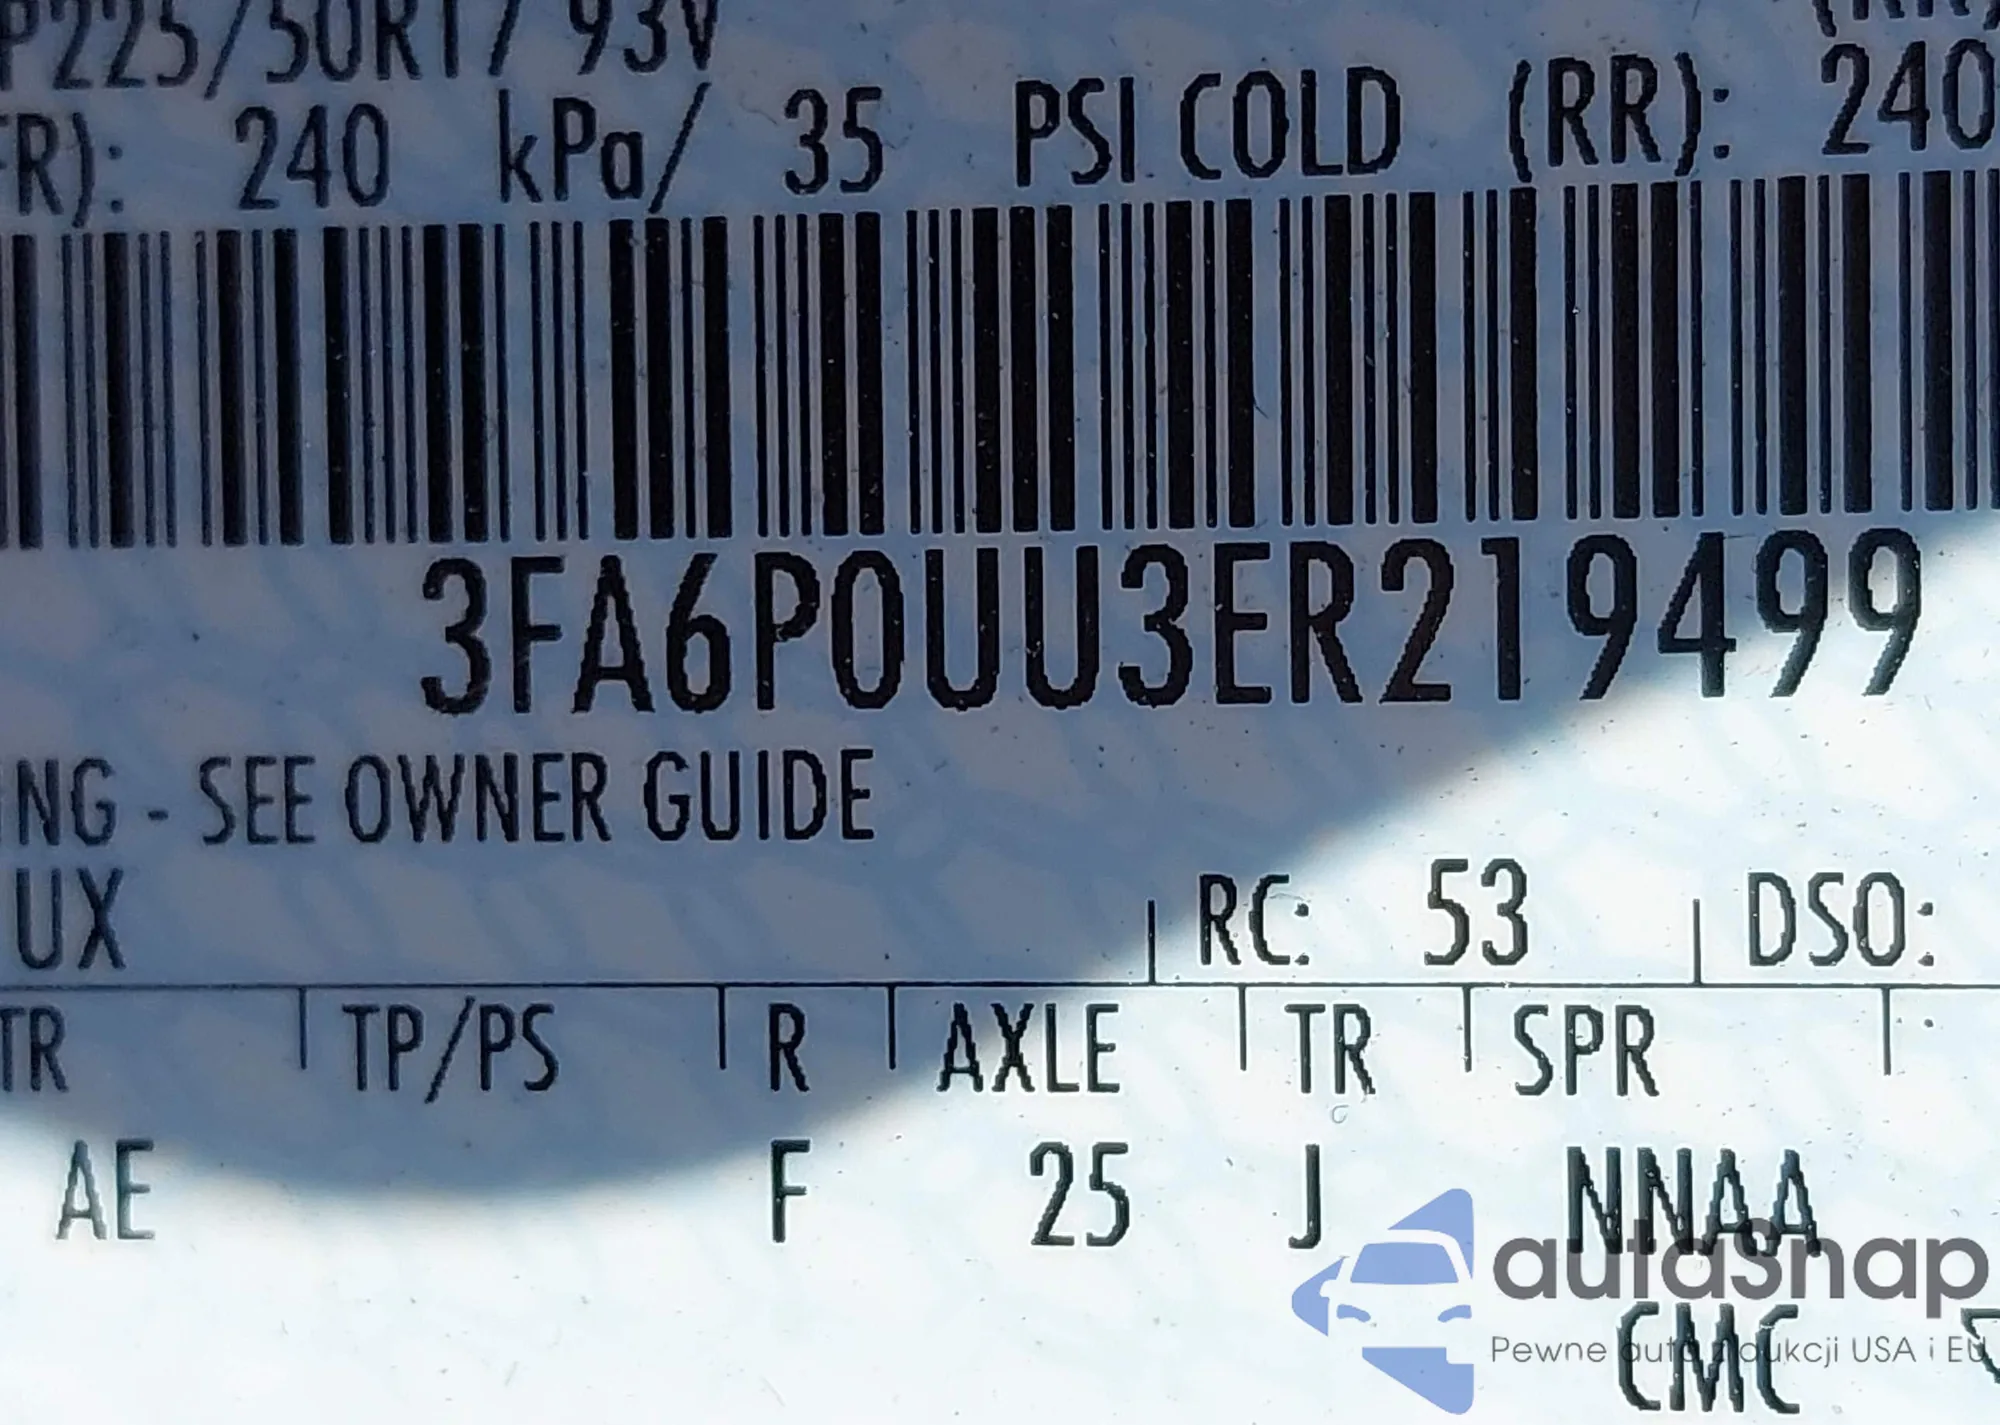 P225/50R17 93V
FR): 240 kPa/ 35 PSI COLD (RR): 240
3FA6P0UU3ER219499
NG - SEE OWNER GUIDE
UX RC: 53 DSO:
TR TP/PS R AXLE TR SPR
AE F 25 J NNAA
CMC
autasnap
Pewne auta z aukcji USA i EU